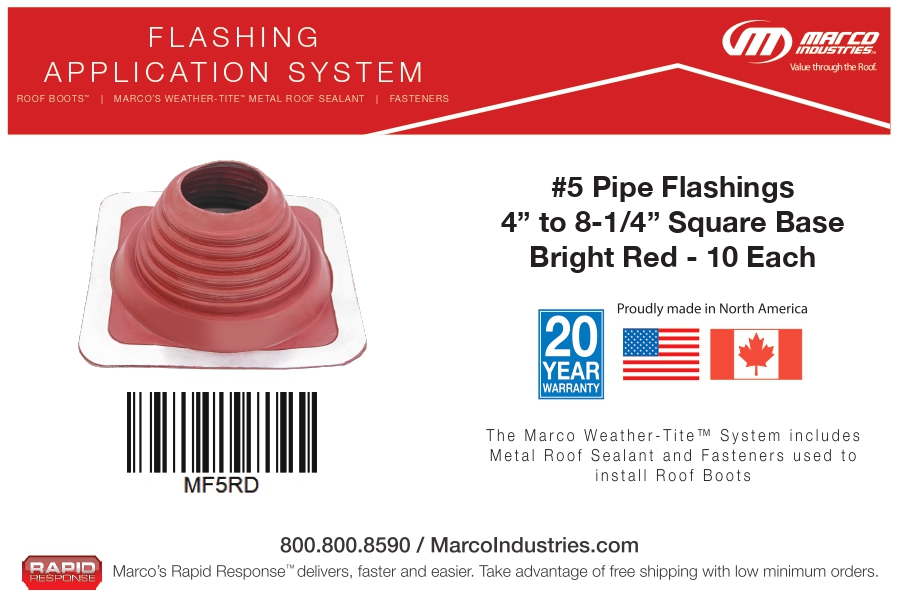 FLASHING
APPLICATION SYSTEM
ROOF BOOTS™ | MARCO'S WEATHER-TITE™ METAL ROOF SEALANT | FASTENERS
MARCO
INDUSTRIES™
Value through the Roof.
#5 Pipe Flashings
4” to 8-1/4” Square Base
Bright Red - 10 Each
Proudly made in North America
20
YEAR
WARRANTY
The Marco Weather-Tite™ System includes
Metal Roof Sealant and Fasteners used to
install Roof Boots
MF5RD
800.800.8590 / MarcoIndustries.com
RAPID
RESPONSE
Marco's Rapid Response™ delivers, faster and easier. Take advantage of free shipping with low minimum orders.